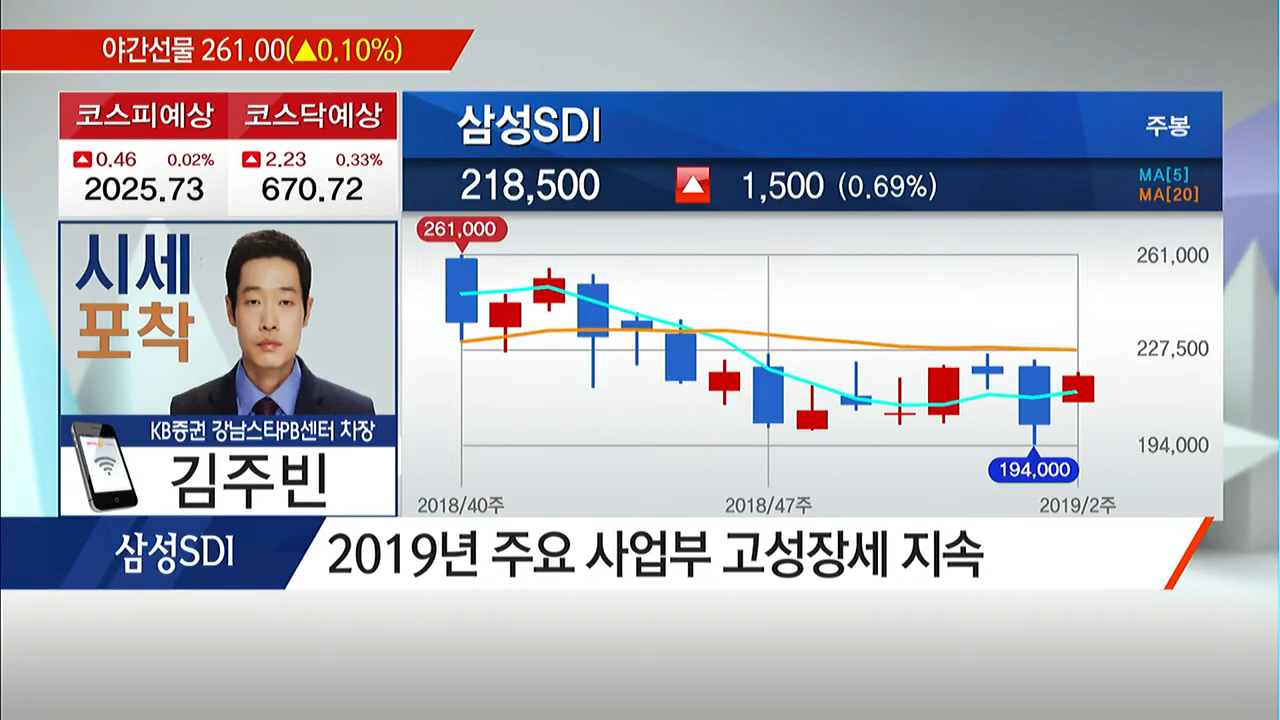 야간선물 261.00(▲0.10%)
코스피예상 코스닥예상
▲0.46 0.02% ▲2.23 0.33%
2025.73 670.72
시세
포착
KB증권 강남스타PB센터 차장
김주빈
삼성SDI 주봉
218,500 ▲ 1,500 (0.69%)
MA[5]
MA[20]
261,000
261,000
227,500
194,000
194,000
2018/40주 2018/47주 2019/2주
삼성SDI 2019년 주요 사업부 고성장세 지속